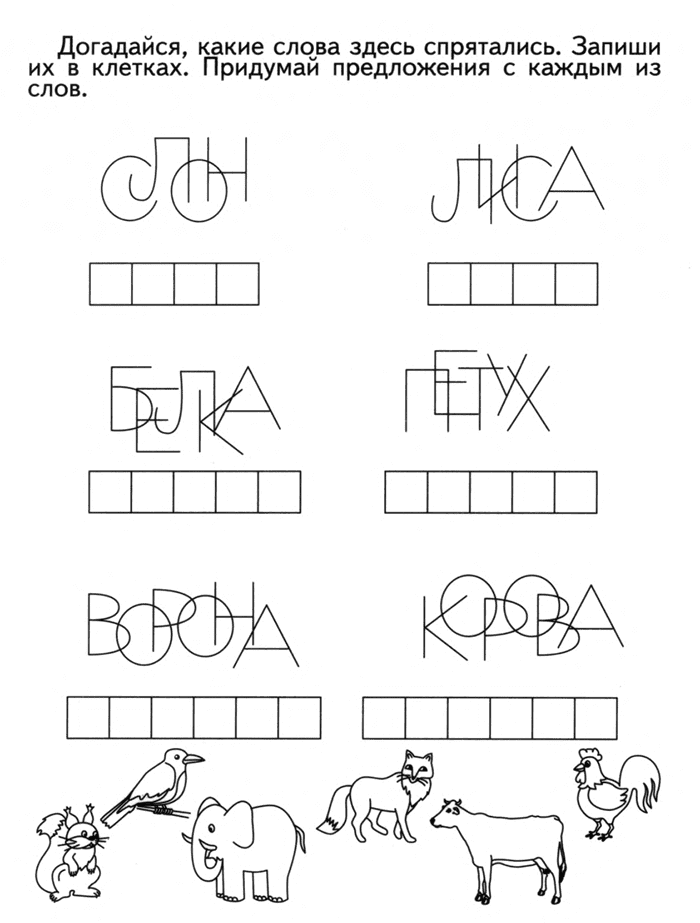 Догадайся, какие слова здесь спрятались. Запиши
их в клетках. Придумай предложения с каждым из
слов.
СЛОН ЛИСА
БЕЛКА ПЕТУХ
ВОРОНА КОРОВА